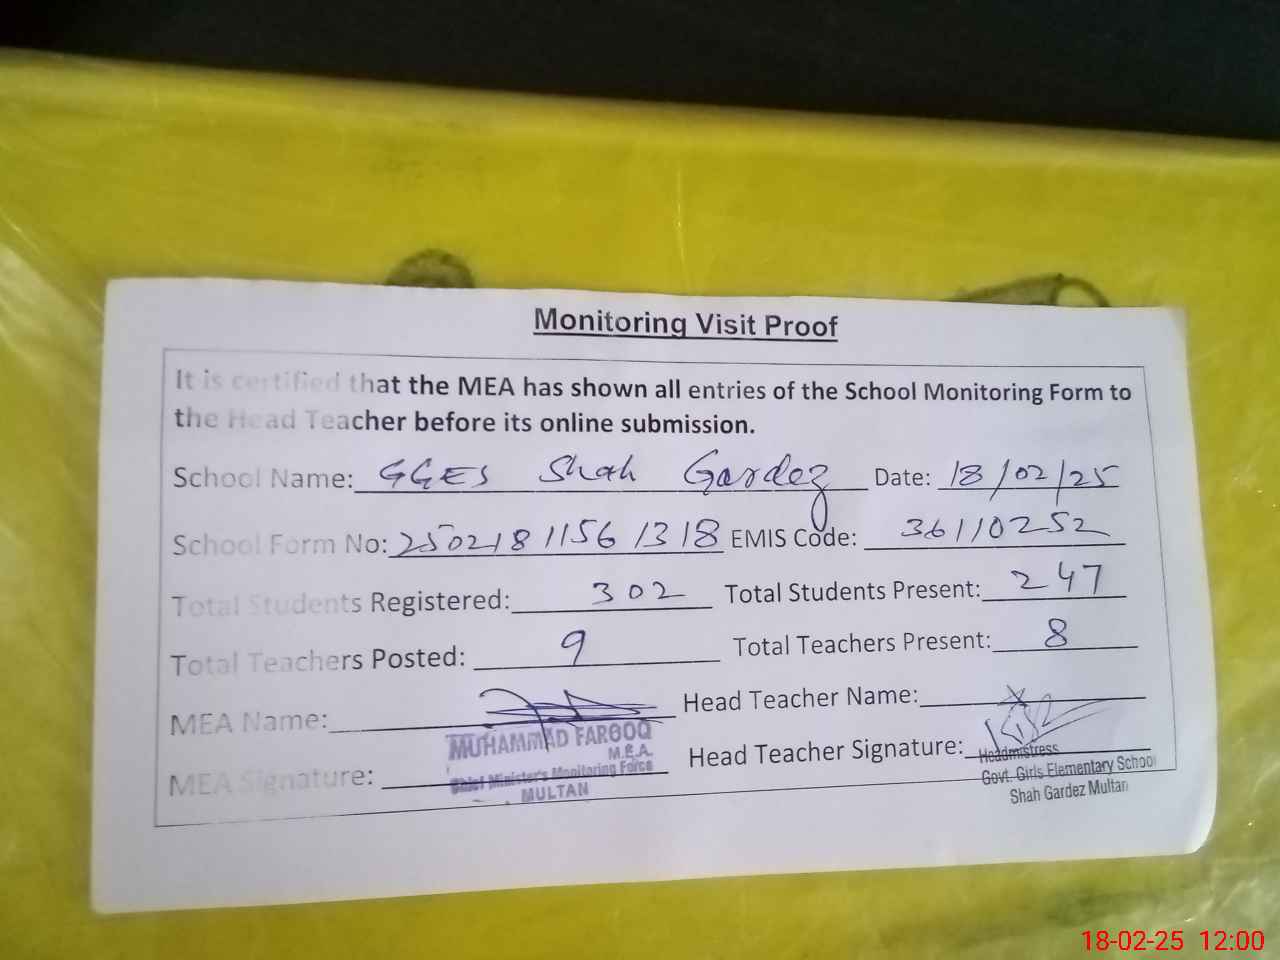 Monitoring Visit Proof
It is certified that the MEA has shown all entries of the School Monitoring Form to
the Head Teacher before its online submission.
School Name: GGES Shah Gardez Date: 18/02/25
School Form No: 2502181156 1318 EMIS Code: 36110252
Total Students Registered: 302 Total Students Present: 247
Total Teachers Posted: 9 Total Teachers Present: 8
MEA Name: Head Teacher Name:
MUHAMMAD FAROOQ
M.E.A.
MEA Signature: Head Teacher Signature:
Chief Minister's Monitoring Force
MULTAN
Headmistress
Govt. Girls Elementary School
Shah Gardez Multan
18-02-25 12:00